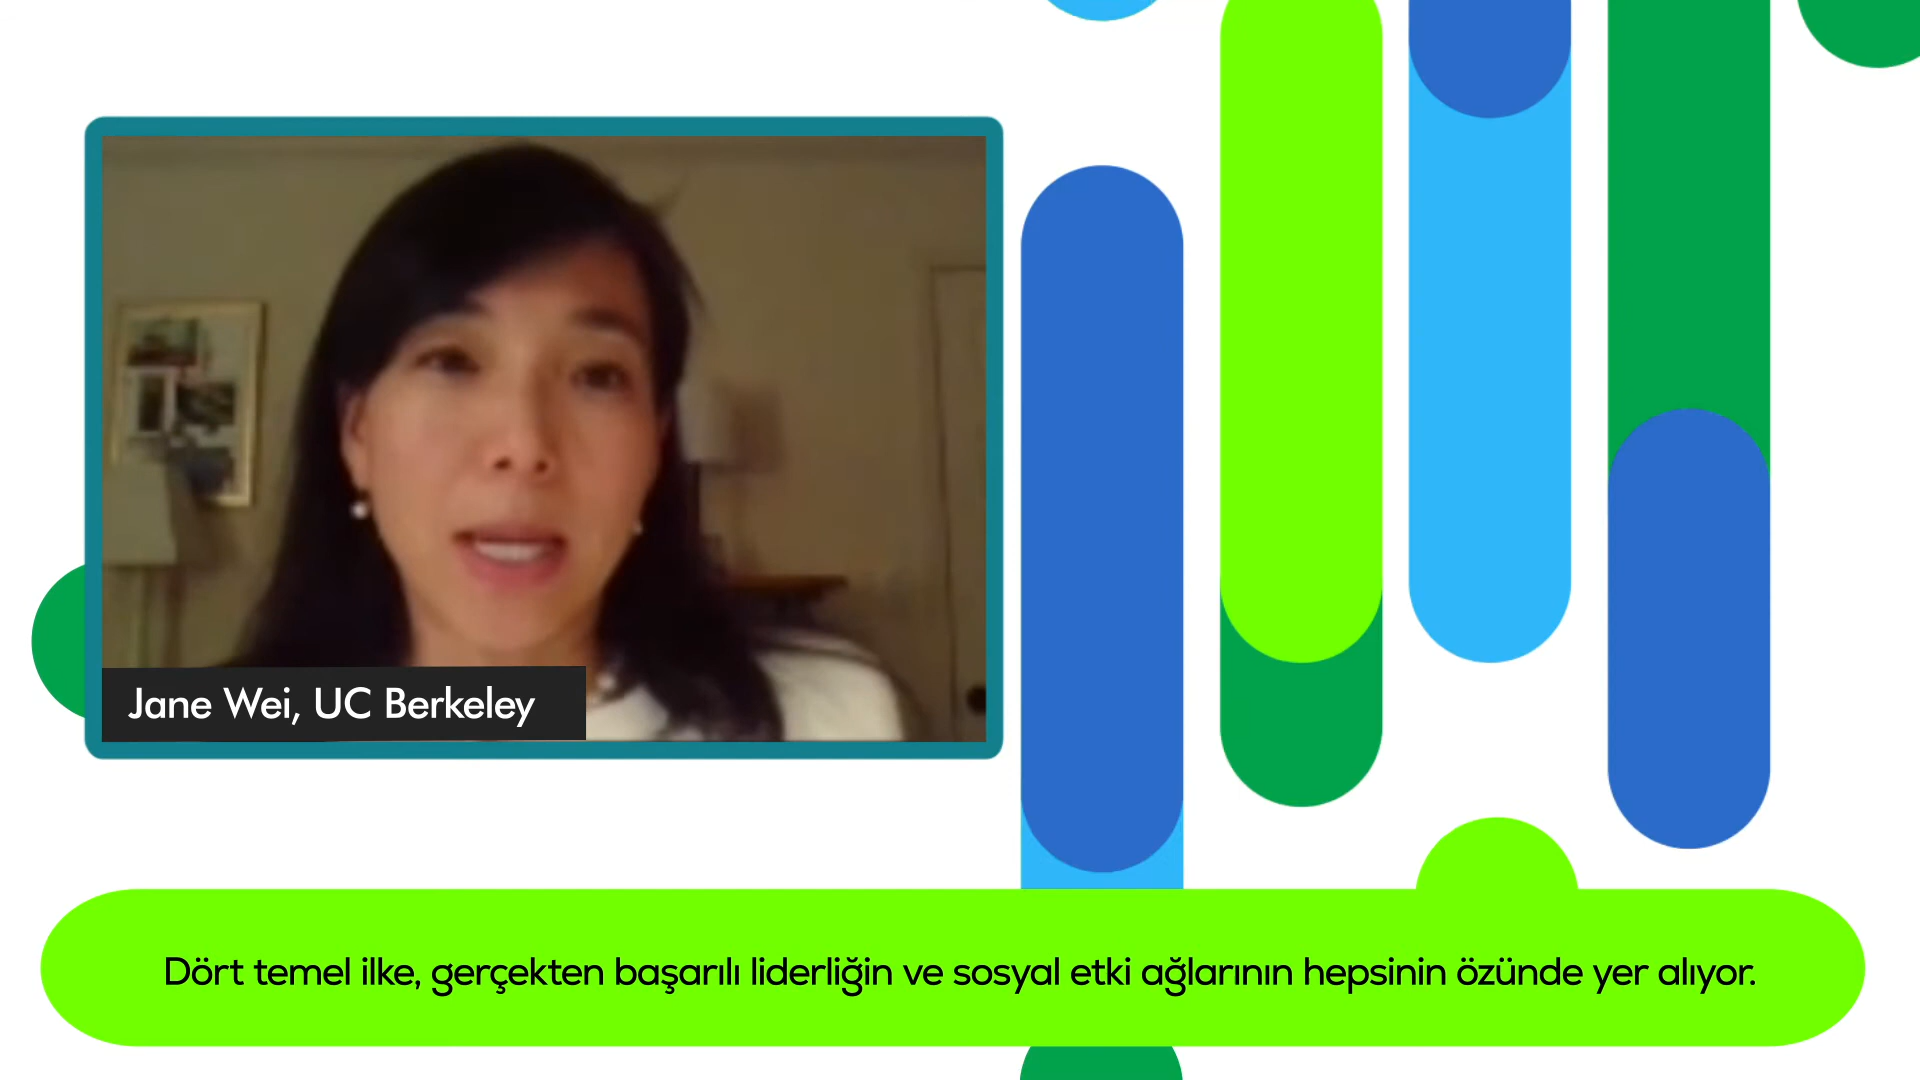 Jane Wei, UC Berkeley
Dört temel ilke, gerçekten başarılı liderliğin ve sosyal etki ağlarının hepsinin özünde yer alıyor.